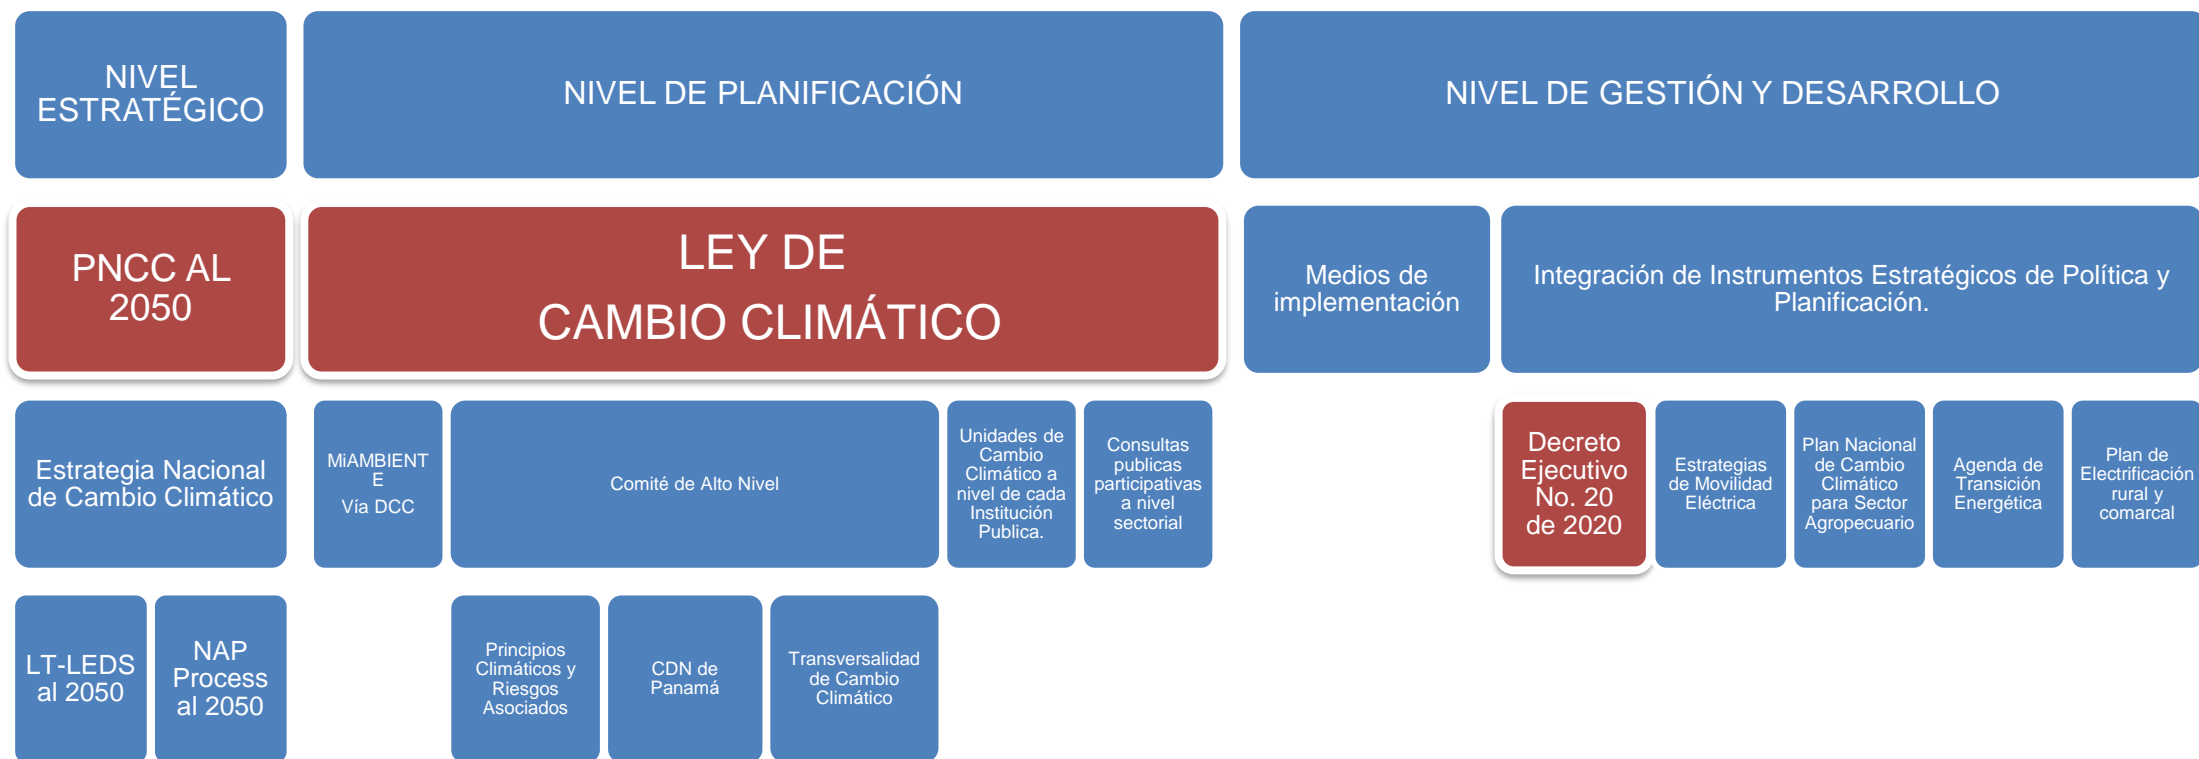 NIVEL
ESTRATÉGICO
NIVEL DE PLANIFICACIÓN
NIVEL DE GESTIÓN Y DESARROLLO
PNCC AL
2050
LEY DE
CAMBIO CLIMÁTICO
Medios de
implementación
Integración de Instrumentos Estratégicos de Política y
Planificación.
Estrategia Nacional
de Cambio Climático
MiAMBIENT
E
Vía DCC
Comité de Alto Nivel
Unidades de
Cambio
Climático a
nivel de cada
Institución
Publica.
Consultas
publicas
participativas
a nivel
sectorial
Decreto
Ejecutivo
No. 20
de 2020
Estrategias
de Movilidad
Eléctrica
Plan Nacional
de Cambio
Climático
para Sector
Agropecuario
Agenda de
Transición
Energética
Plan de
Electrificación
rural y
comarcal
LT-LEDS
al 2050
NAP
Process
al 2050
Principios
Climáticos y
Riesgos
Asociados
CDN de
Panamá
Transversalidad
de Cambio
Climático